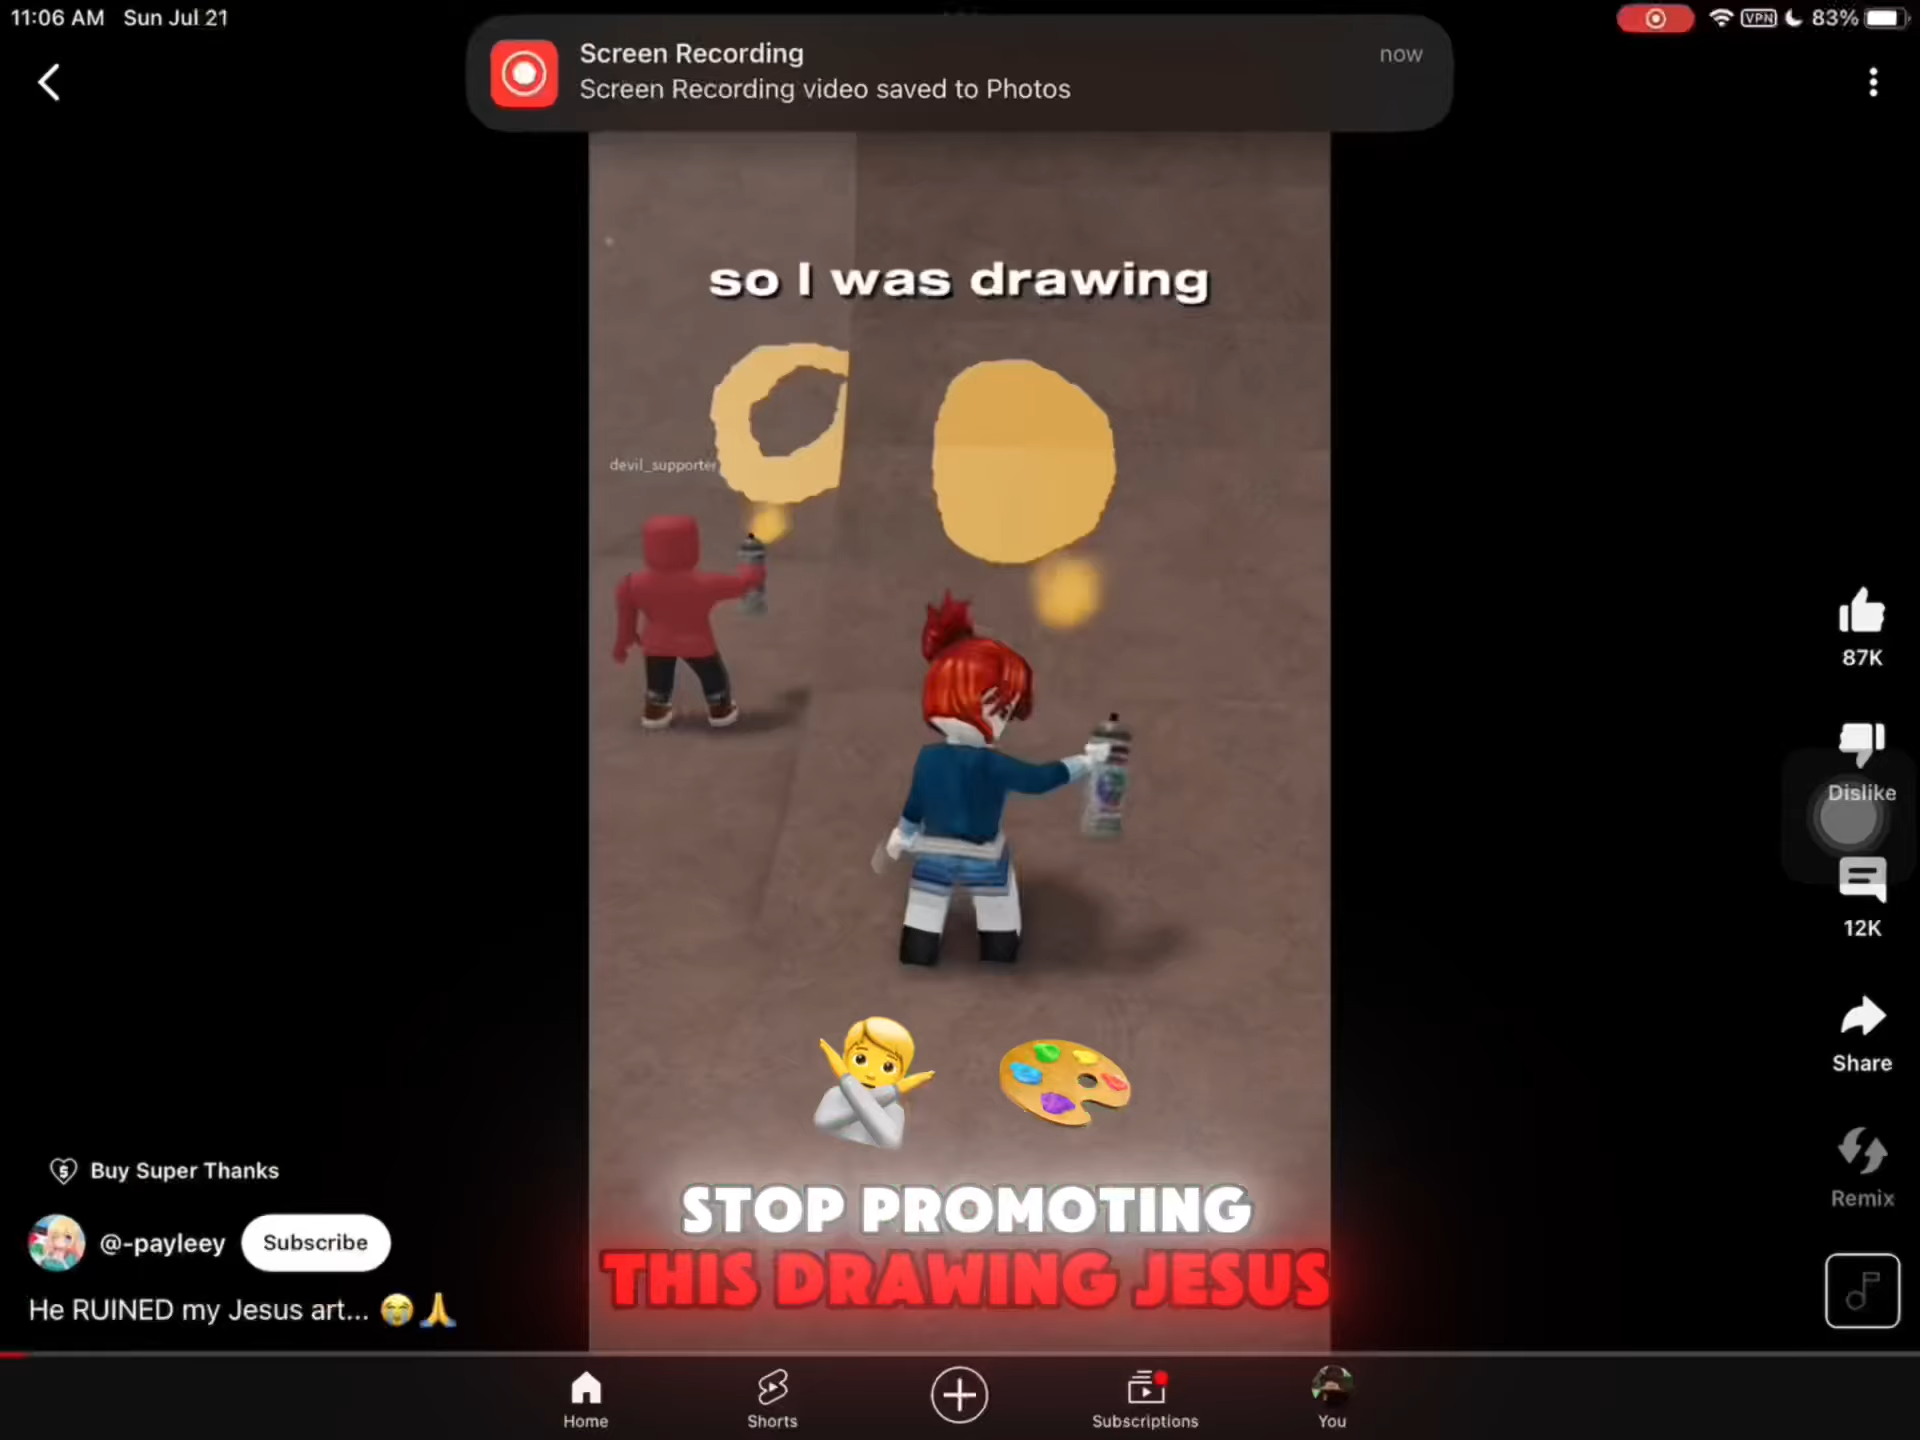 11:06 AM Sun Jul 21
VPN 83%
Screen Recording
now
Screen Recording video saved to Photos
so I was drawing
devil_supporter
87K
Dislike
12K
Share
Remix
Buy Super Thanks
@-payleey
Subscribe
He RUINED my Jesus art... 😭🙏
STOP PROMOTING
THIS DRAWING JESUS
Home
Shorts
Subscriptions
You